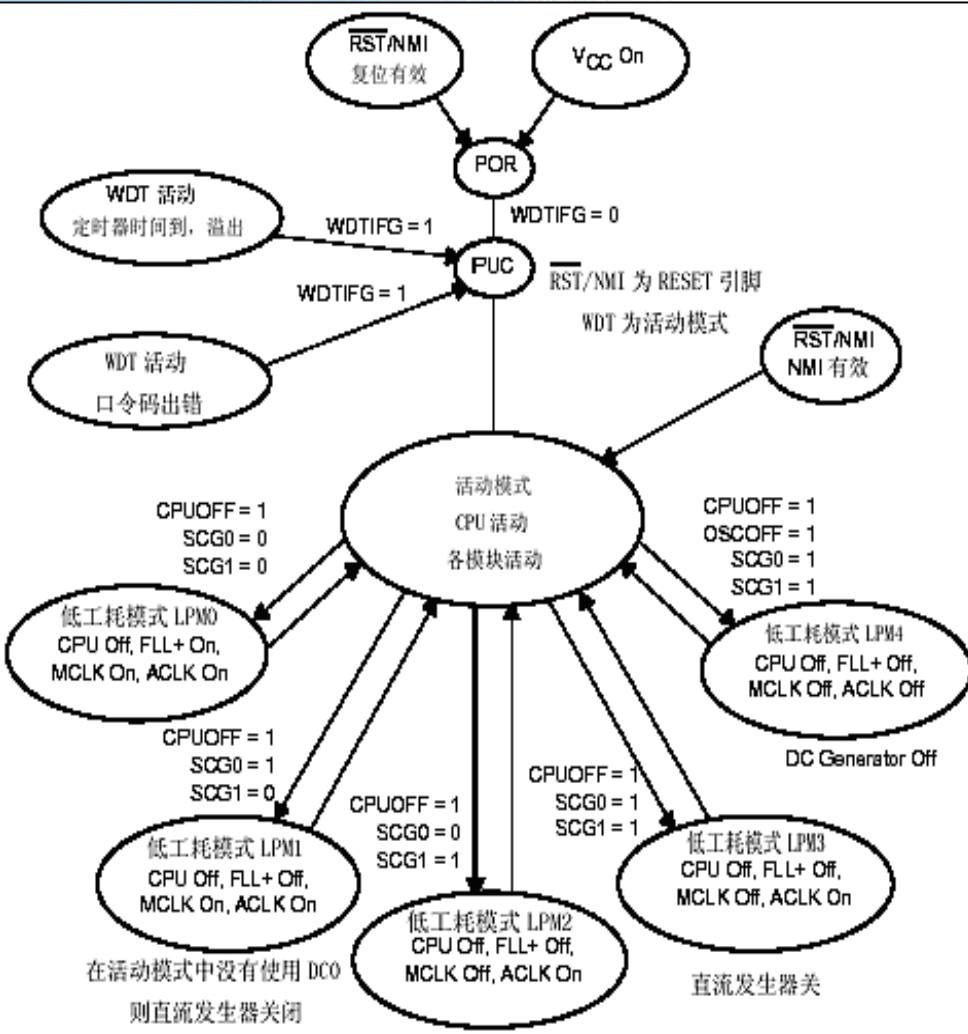 RST/NMI
复位有效
VCC On
POR
WDT 活动
定时器时间到，溢出
WDTIFG = 1
WDTIFG = 0
PUC
RST/NMI 为 RESET 引脚
WDT 为活动模式
WDTIFG = 1
WDT 活动
口令码出错
RST/NMI
NMI 有效
活动模式
CPU 活动
各模块活动
CPUOFF = 1
SCG0 = 0
SCG1 = 0
CPUOFF = 1
OSCOFF = 1
SCG0 = 1
SCG1 = 1
低工耗模式 LPM0
CPU Off, FLL+ On,
MCLK On, ACLK On
低工耗模式 LPM4
CPU Off, FLL+ Off,
MCLK Off, ACLK Off
DC Generator Off
CPUOFF = 1
SCG0 = 1
SCG1 = 0
CPUOFF = 1
SCG0 = 0
SCG1 = 1
CPUOFF = 1
SCG0 = 1
SCG1 = 1
低工耗模式 LPM1
CPU Off, FLL+ Off,
MCLK On, ACLK On
在活动模式中没有使用 DCO
则直流发生器关闭
低工耗模式 LPM2
CPU Off, FLL+ Off,
MCLK Off, ACLK On
低工耗模式 LPM3
CPU Off, FLL+ Off,
MCLK Off, ACLK On
直流发生器关